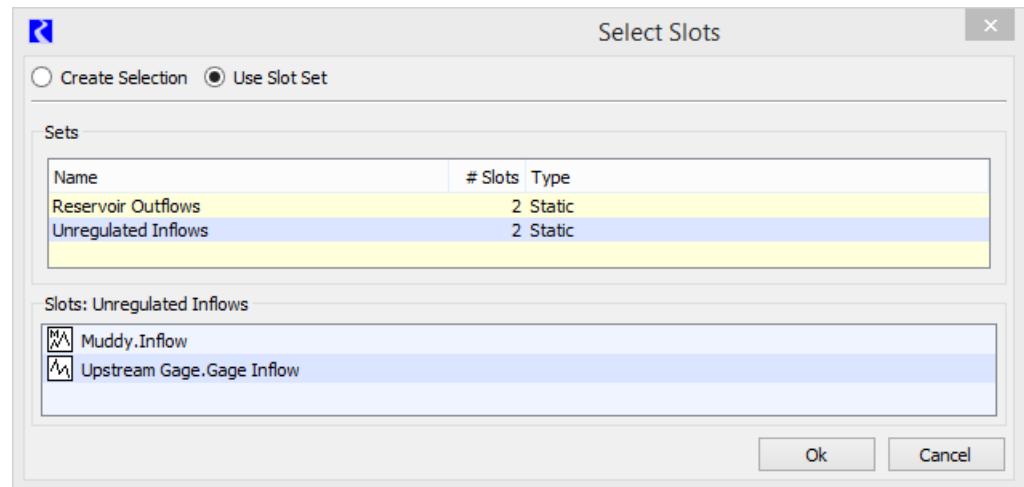 Select Slots
Create Selection Use Slot Set
Sets
Name # Slots Type
Reservoir Outflows 2 Static
Unregulated Inflows 2 Static
Slots: Unregulated Inflows
Muddy.Inflow
Upstream Gage.Gage Inflow
Ok Cancel